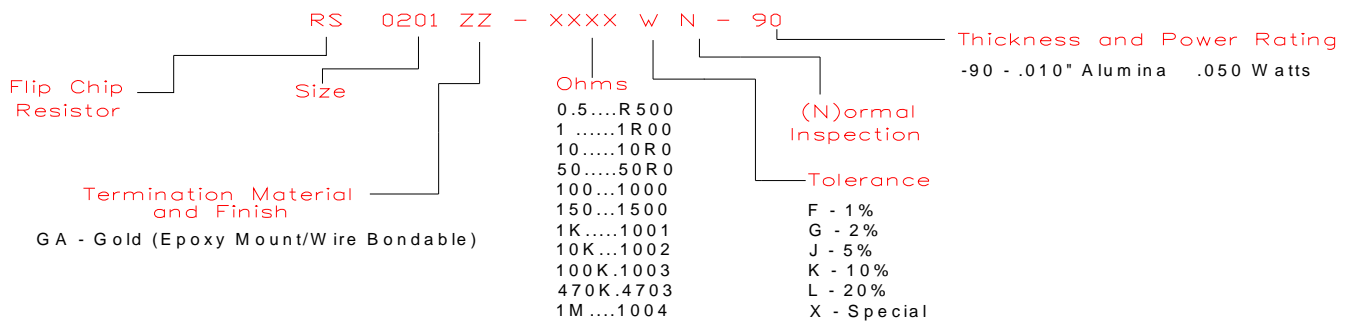 RS 0201 ZZ - XXXX W N - 90
Thickness and Power Rating
-90 - .010" Alumina .050 Watts
Flip Chip
Resistor
Size
Termination Material
and Finish
GA - Gold (Epoxy Mount/Wire Bondable)
Ohms
0.5....R500
1 ......1R00
10.....10R0
50.....50R0
100...1000
150...1500
1K.....1001
10K...1002
100K.1003
470K.4703
1M ....1004
(N)ormal
Inspection
Tolerance
F - 1%
G - 2%
J - 5%
K - 10%
L - 20%
X - Special